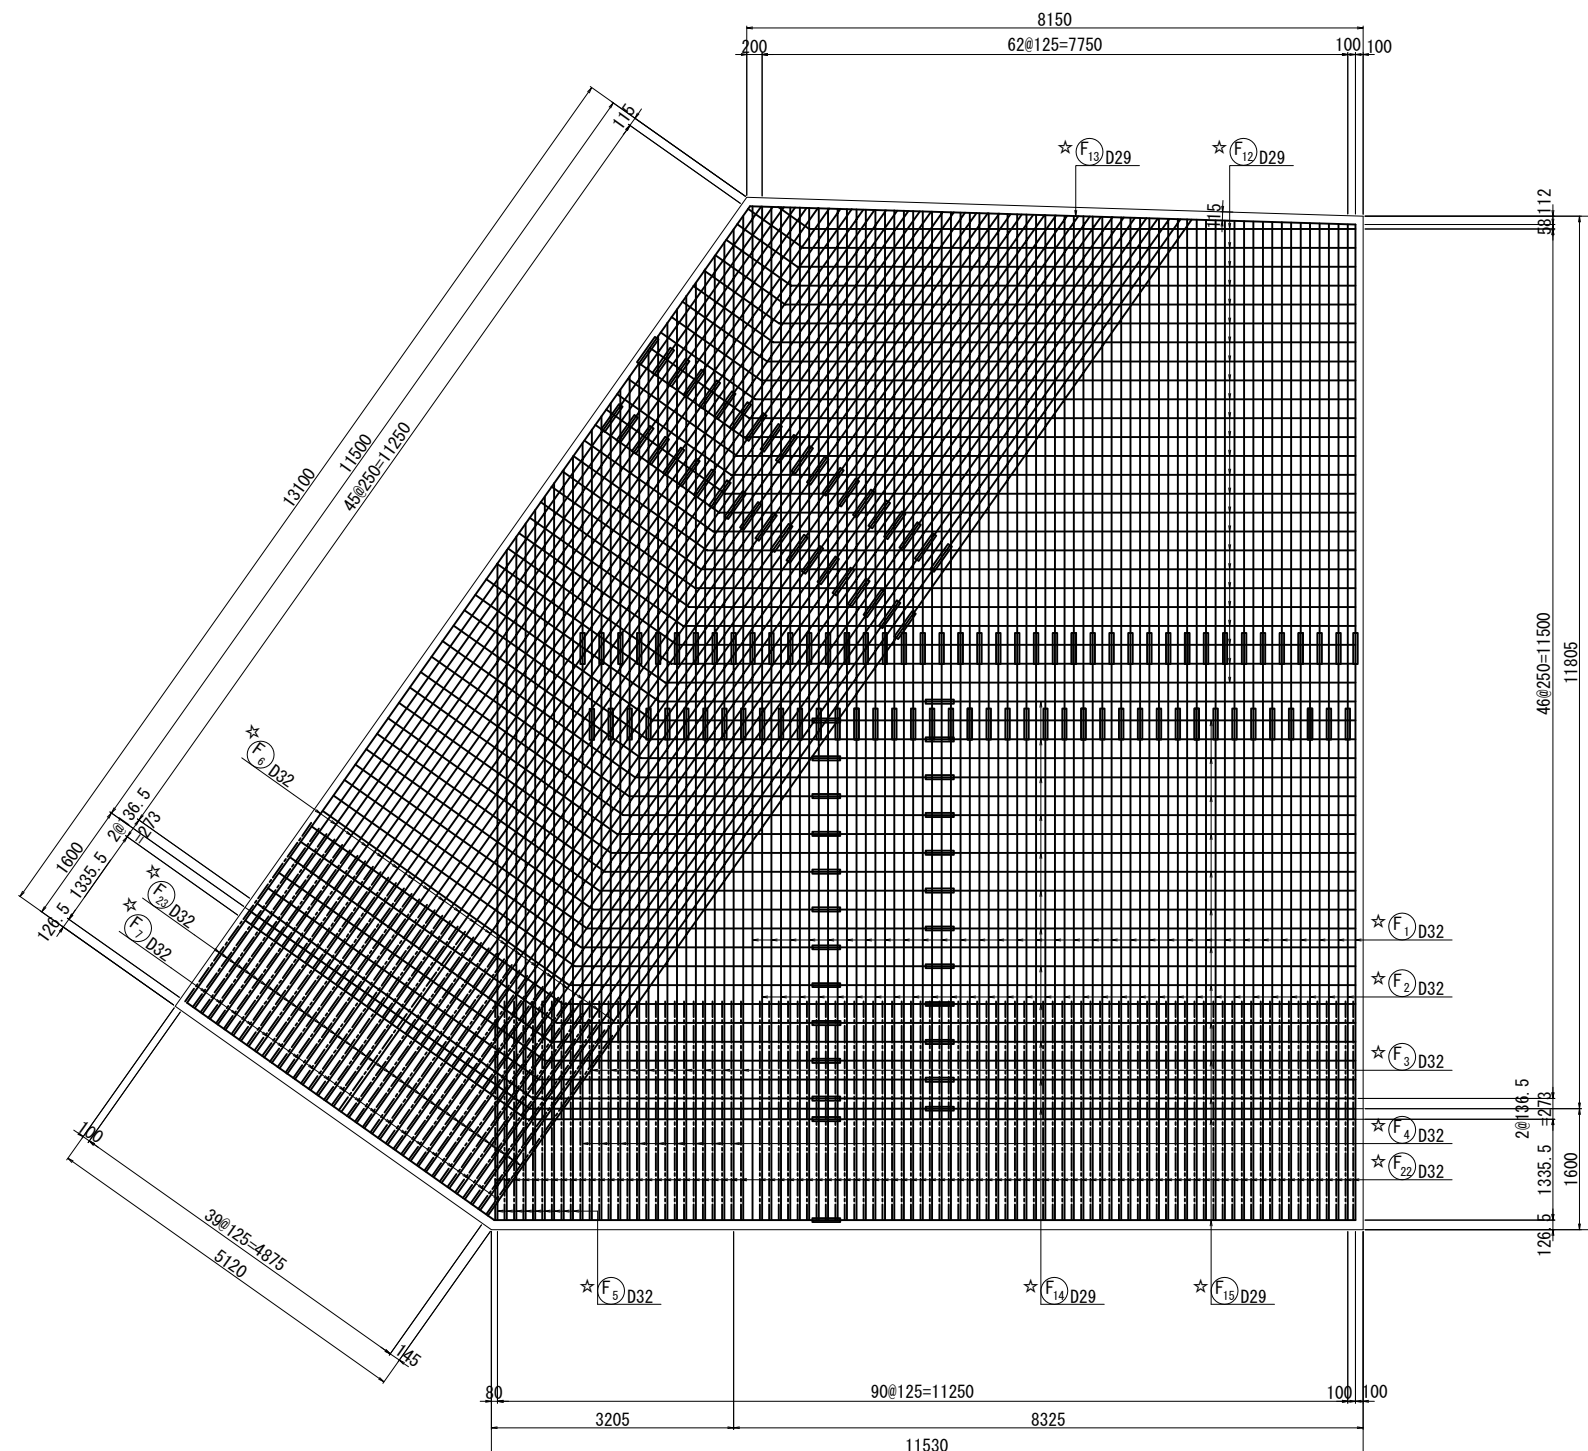 8150
200
62@125=7750
100
100
115
☆F13 D29
☆F12 D29
115
112
58
13100
11500
45@250=11250
46@250=11500
11805
☆F6 D32
2@136.5
=273
1600
1335.5
126.5
☆F23 D32
☆F7 D32
☆F1 D32
☆F2 D32
☆F3 D32
☆F4 D32
☆F22 D32
2@136.5
=273
1335.5
1600
126.5
100
39@125=4875
5120
145
☆F5 D32
☆F14 D29
☆F15 D29
80
90@125=11250
100
100
3205
8325
11530